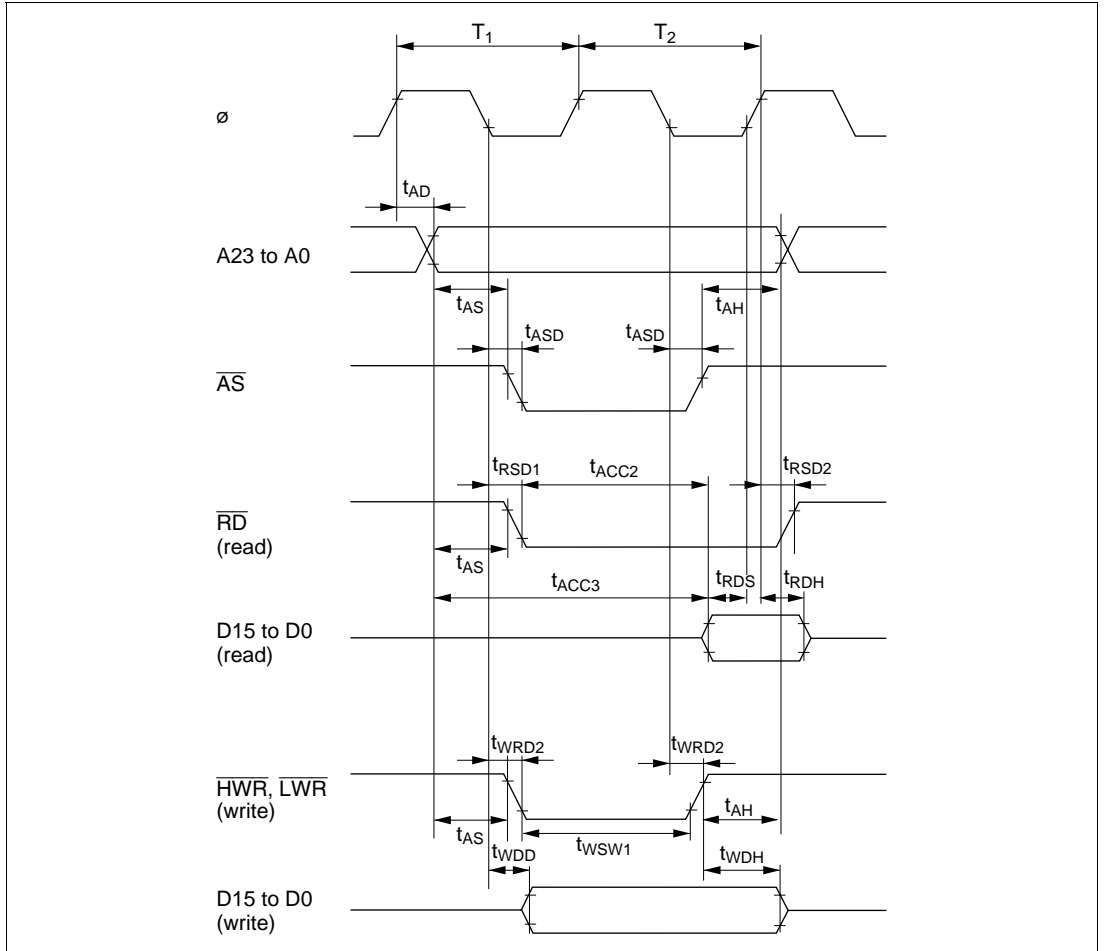 T1 T2
ø
tAD
A23 to A0
tAS tAH
tASD tASD
AS
tRSD1 tACC2 tRSD2
RD
(read)
tAS
tACC3 tRDS tRDH
D15 to D0
(read)
tWRD2 tWRD2
HWR, LWR
(write)
tAH
tAS
tWDD tWSW1 tWDH
D15 to D0
(write)